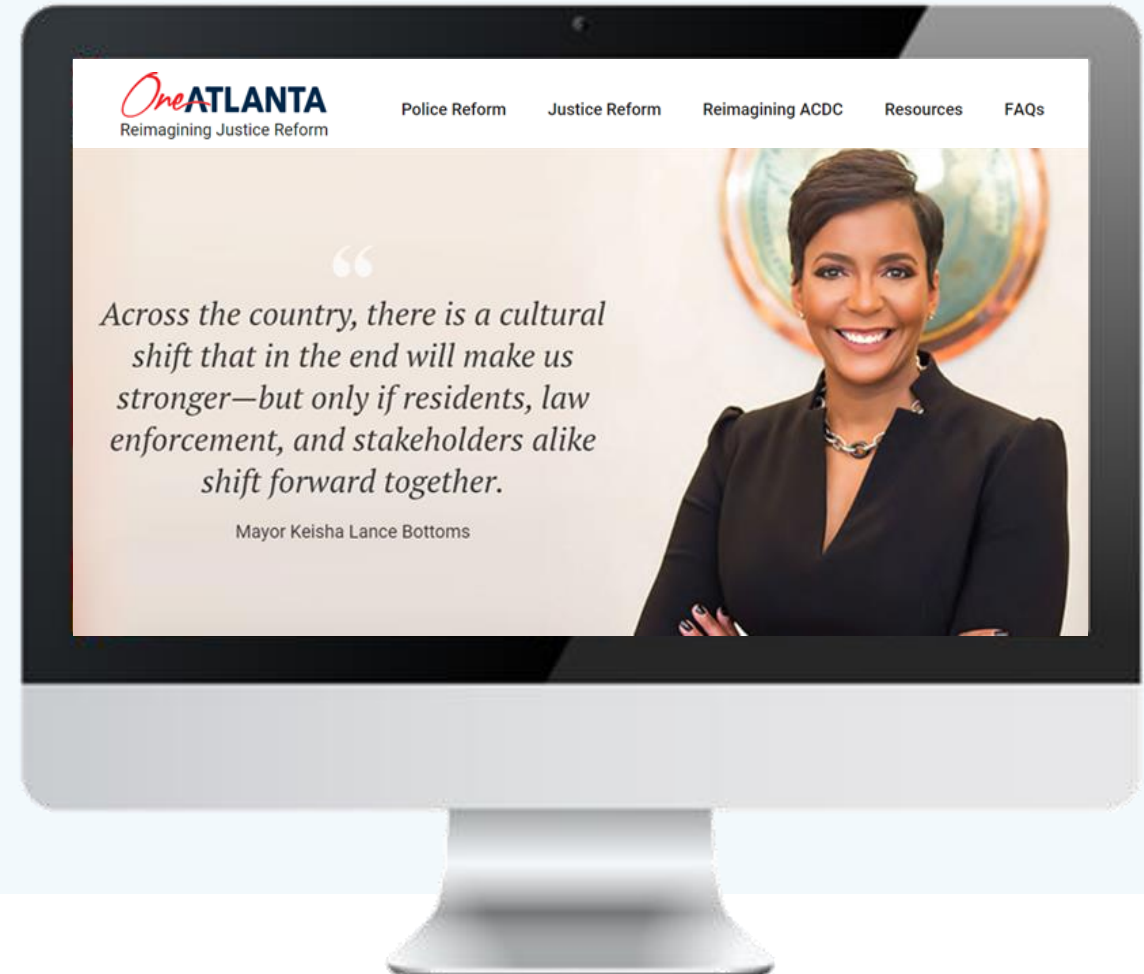 OneATLANTA
Reimagining Justice Reform
Police Reform
Justice Reform
Reimagining ACDC
Resources
FAQs
“
Across the country, there is a cultural
shift that in the end will make us
stronger—but only if residents, law
enforcement, and stakeholders alike
shift forward together.
Mayor Keisha Lance Bottoms